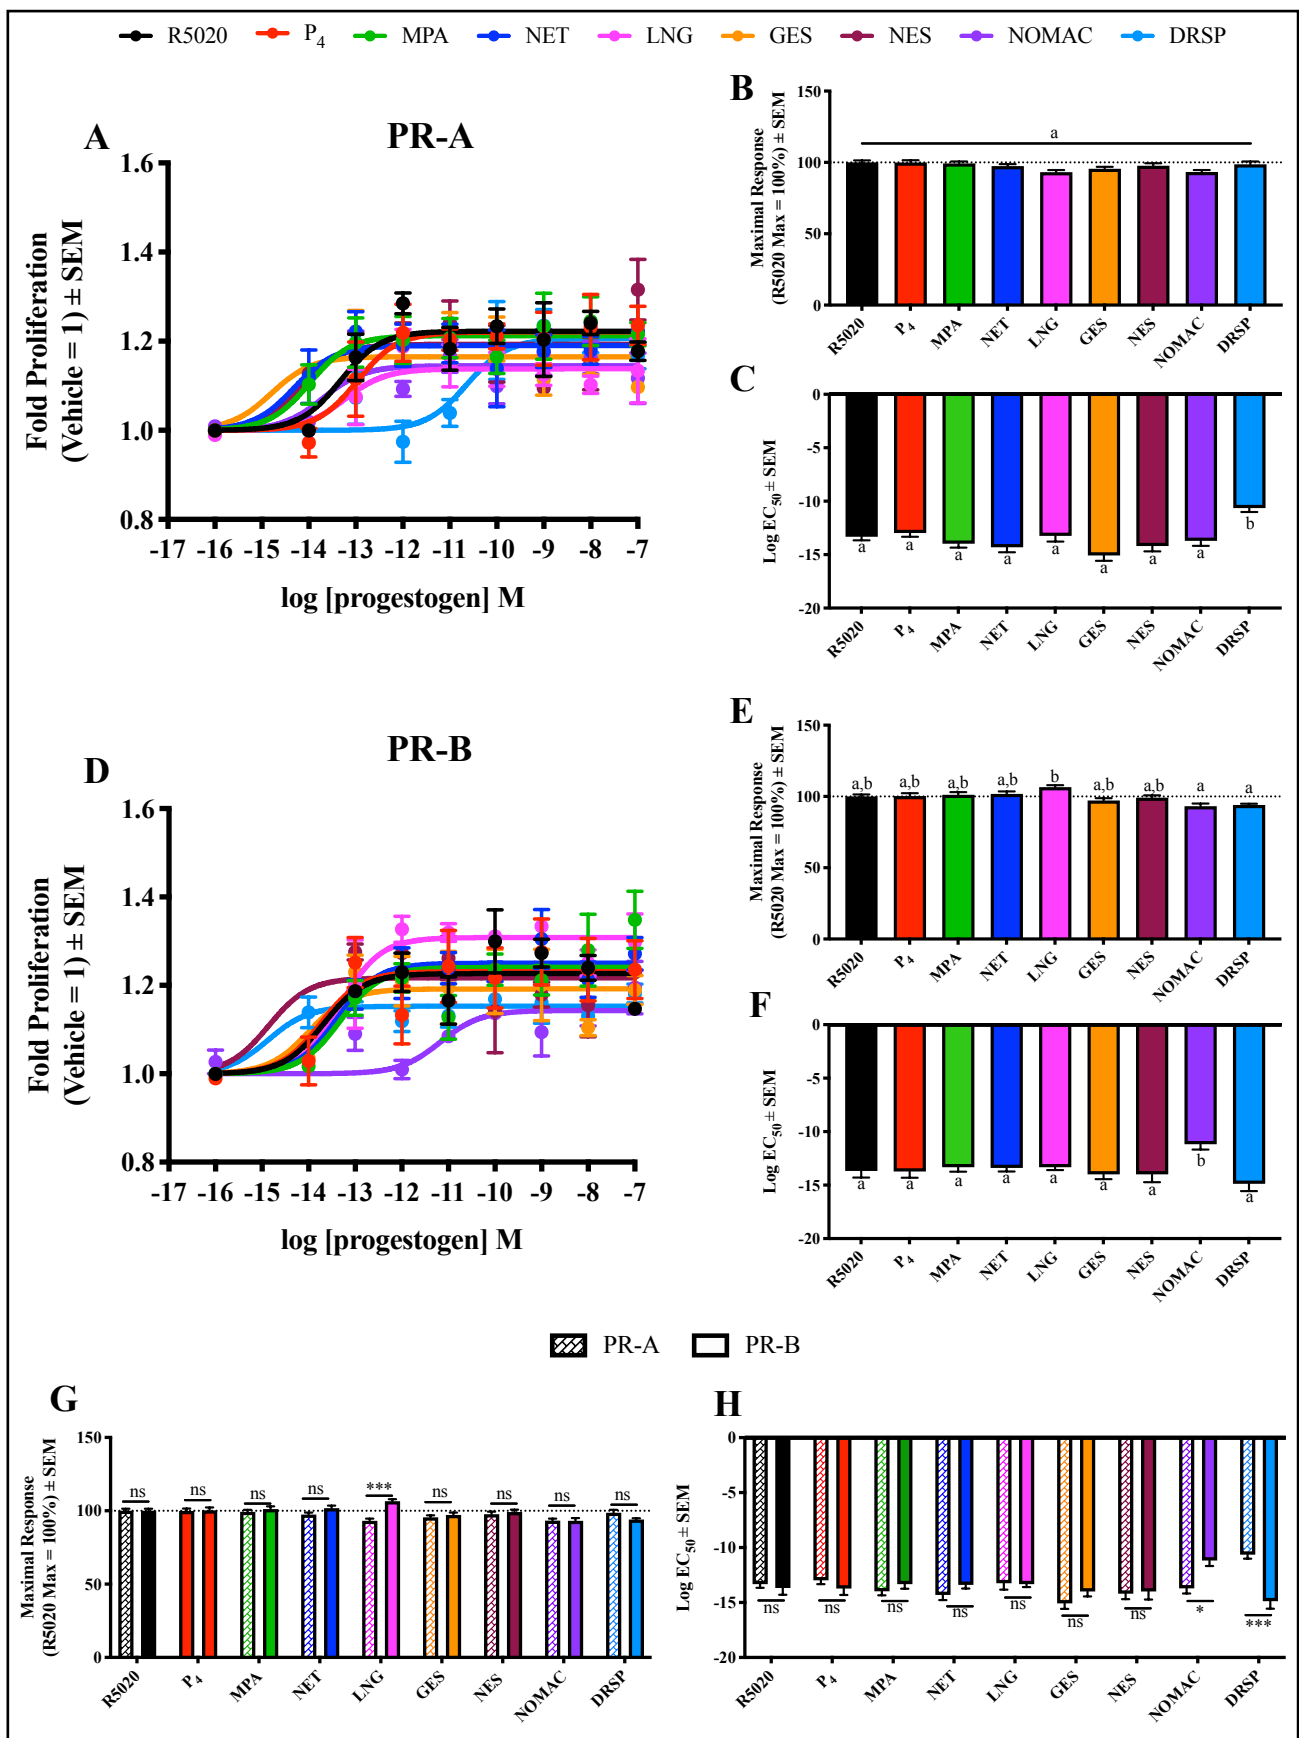 R5020 P4 MPA NET LNG GES NES NOMAC DRSP
A
PR-A
Fold Proliferation
(Vehicle = 1) ± SEM
1.6
1.4
1.2
1.0
0.8
-17 -16 -15 -14 -13 -12 -11 -10 -9 -8 -7
log [progestogen] M
B
Maximal Response
(R5020 Max = 100%) ± SEM
150
100
50
0
a
R5020 P4 MPA NET LNG GES NES NOMAC DRSP
C
Log EC50 ± SEM
0
-5
-10
-15
-20
a a a a a a a a b
R5020 P4 MPA NET LNG GES NES NOMAC DRSP
D
PR-B
Fold Proliferation
(Vehicle = 1) ± SEM
1.6
1.4
1.2
1.0
0.8
-17 -16 -15 -14 -13 -12 -11 -10 -9 -8 -7
log [progestogen] M
E
Maximal Response
(R5020 Max = 100%) ± SEM
150
100
50
0
a,b a,b a,b a,b b a,b a,b a a
R5020 P4 MPA NET LNG GES NES NOMAC DRSP
F
Log EC50 ± SEM
0
-5
-10
-15
-20
a a a a a a a b a
R5020 P4 MPA NET LNG GES NES NOMAC DRSP
PR-A PR-B
G
Maximal Response
(R5020 Max = 100%) ± SEM
150
100
50
0
ns ns ns ns *** ns ns ns ns
R5020 P4 MPA NET LNG GES NES NOMAC DRSP
H
Log EC50 ± SEM
0
-5
-10
-15
-20
ns ns ns ns ns ns ns * ***
R5020 P4 MPA NET LNG GES NES NOMAC DRSP